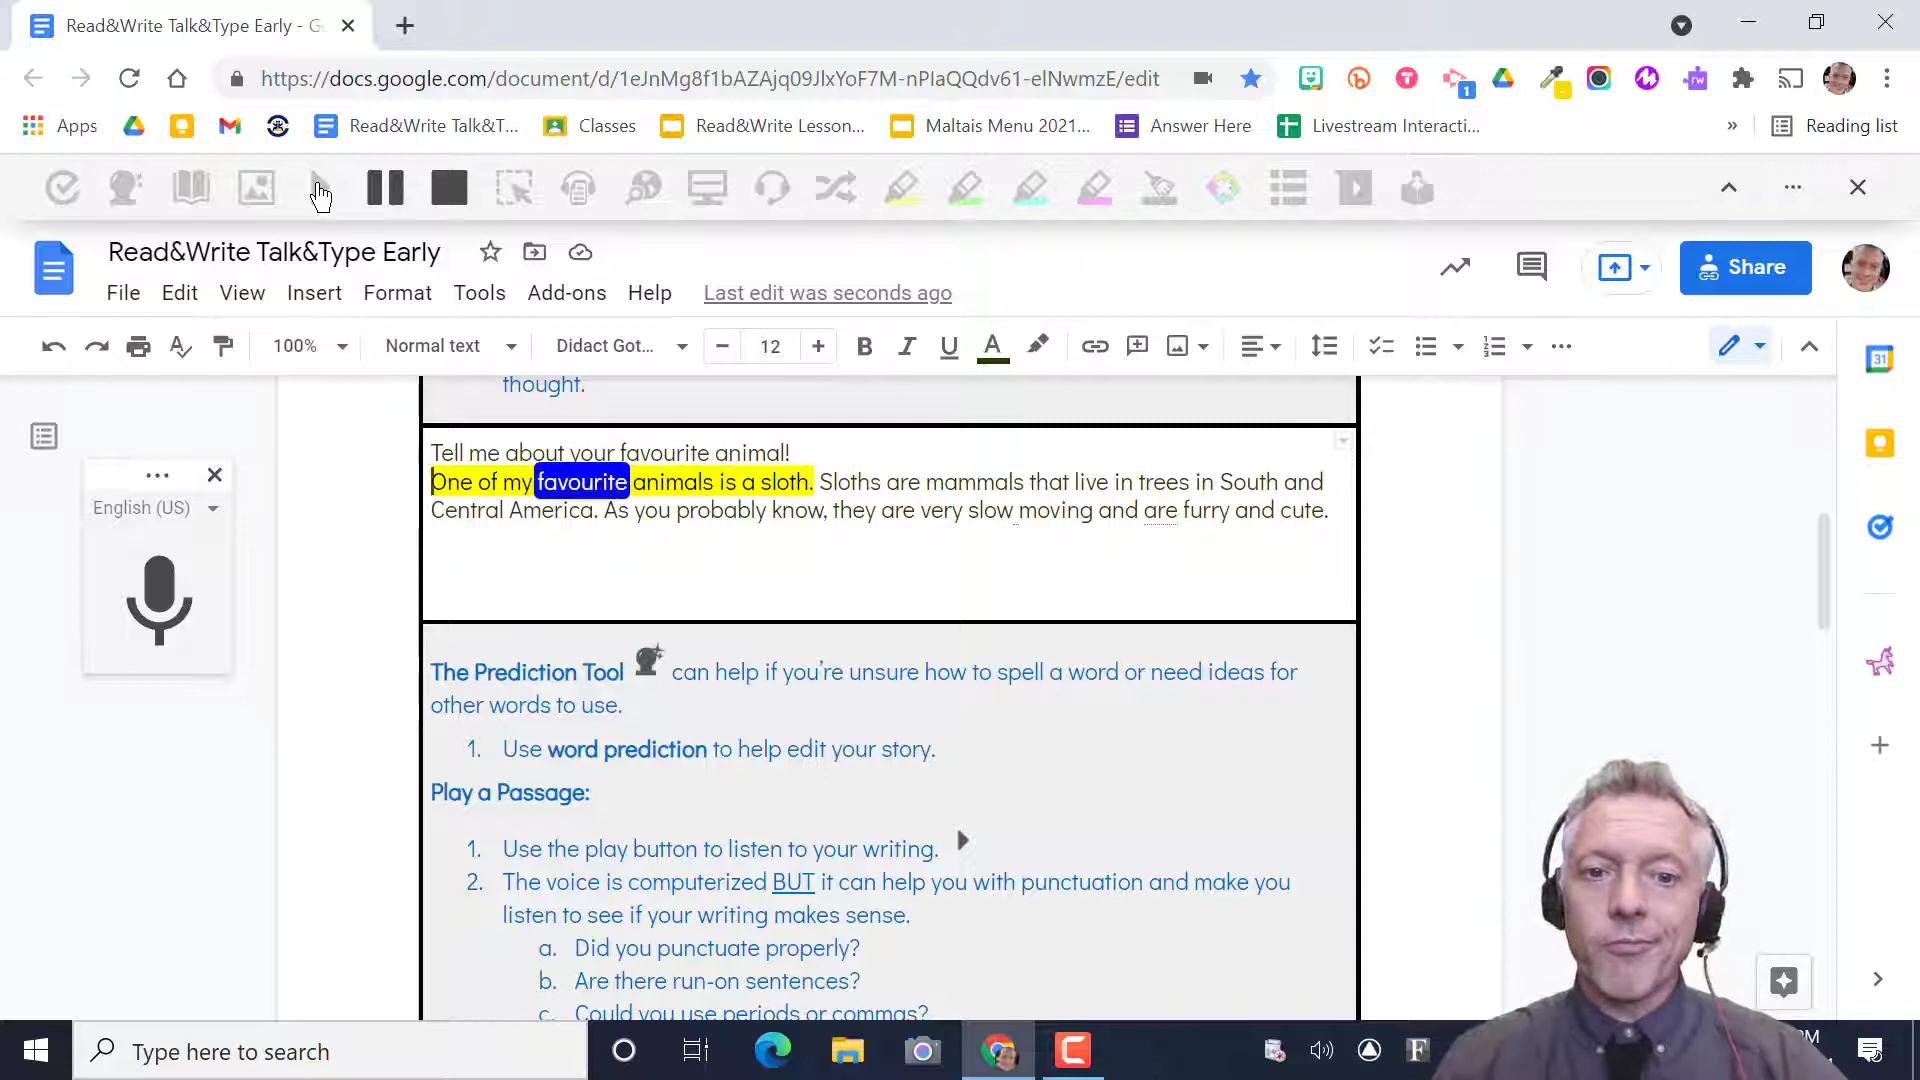 Read&Write Talk&Type Early - G
https://docs.google.com/document/d/1eJnMg8f1bAZAjq09JlxYoF7M-nPIaQQdv61-elNwmzE/edit
1
rw
Apps
Read&Write Talk&T...
Classes
Read&Write Lesson...
Maltais Menu 2021...
Answer Here
Livestream Interacti...
»
Reading list
Read&Write Talk&Type Early
Share
File Edit View Insert Format Tools Add-ons Help Last edit was seconds ago
100% Normal text Didact Got... 12 B I U A
31
thought.
Tell me about your favourite animal!
One of my favourite animals is a sloth. Sloths are mammals that live in trees in South and
Central America. As you probably know, they are very slow moving and are furry and cute.
English (US)
The Prediction Tool can help if you're unsure how to spell a word or need ideas for
other words to use.
1. Use word prediction to help edit your story.
Play a Passage:
1. Use the play button to listen to your writing.
2. The voice is computerized BUT it can help you with punctuation and make you
listen to see if your writing makes sense.
a. Did you punctuate properly?
b. Are there run-on sentences?
c. Could you use periods or commas?
Type here to search